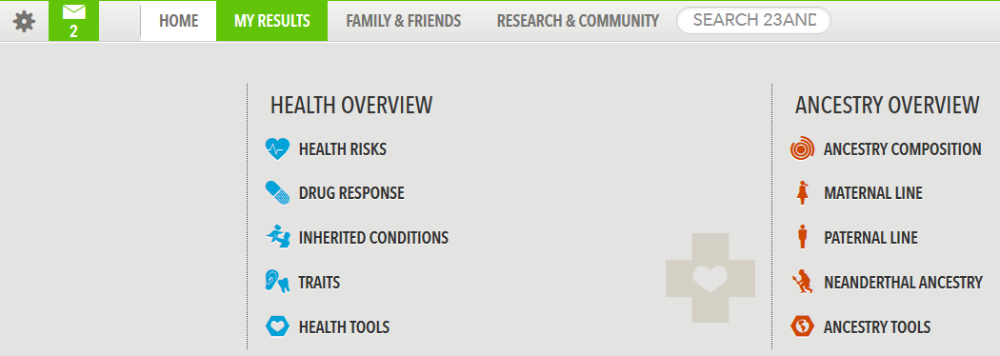 2
HOME
MY RESULTS
FAMILY & FRIENDS
RESEARCH & COMMUNITY
SEARCH 23AND
HEALTH OVERVIEW
HEALTH RISKS
DRUG RESPONSE
INHERITED CONDITIONS
TRAITS
HEALTH TOOLS
ANCESTRY OVERVIEW
ANCESTRY COMPOSITION
MATERNAL LINE
PATERNAL LINE
NEANDERTHAL ANCESTRY
ANCESTRY TOOLS